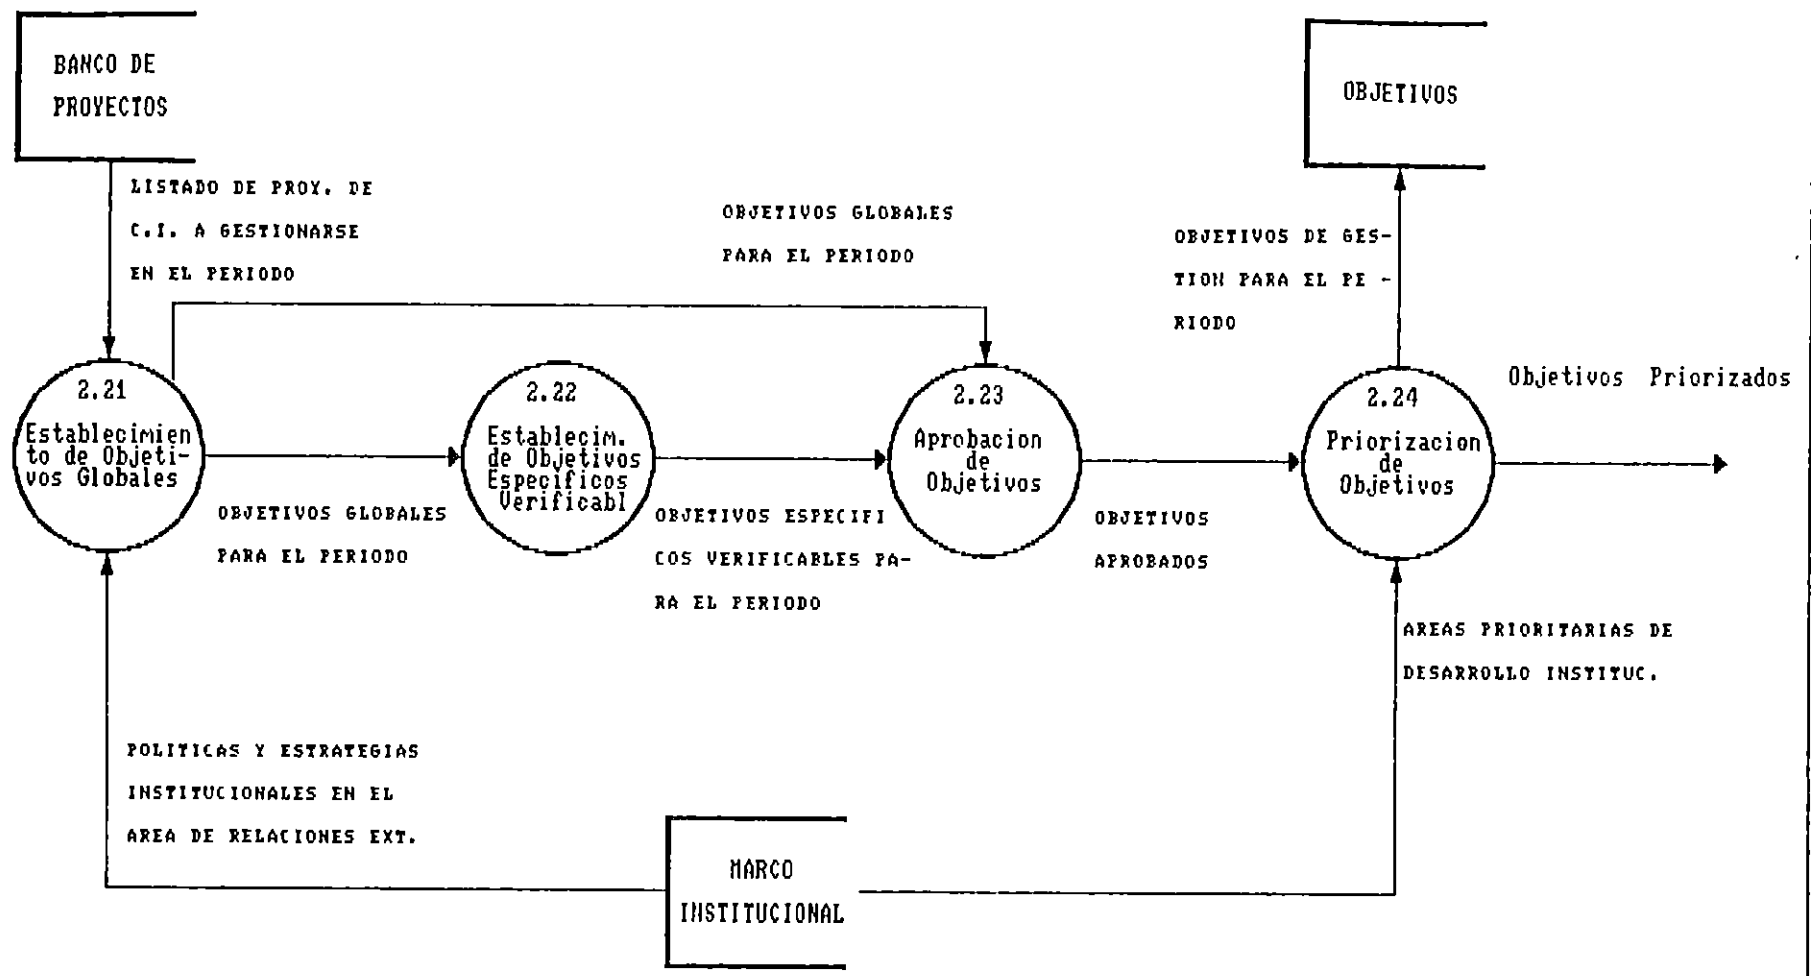 BANCO DE
PROYECTOS
OBJETIVOS
LISTADO DE PROY. DE
C.I. A GESTIONARSE
EN EL PERIODO
OBJETIVOS GLOBALES
PARA EL PERIODO
OBJETIVOS DE GES-
TION PARA EL PE -
RIODO
2.21
Establecimien
to de Objeti-
vos Globales
OBJETIVOS GLOBALES
PARA EL PERIODO
2.22
Establecim.
de Objetivos
Especificos
Verificabl
OBJETIVOS ESPECIFI
COS VERIFICABLES PA-
RA EL PERIODO
2.23
Aprobacion
de
Objetivos
OBJETIVOS
APROBADOS
2.24
Priorizacion
de
Objetivos
Objetivos Priorizados
AREAS PRIORITARIAS DE
DESARROLLO INSTITUC.
POLITICAS Y ESTRATEGIAS
INSTITUCIONALES EN EL
AREA DE RELACIONES EXT.
MARCO
INSTITUCIONAL